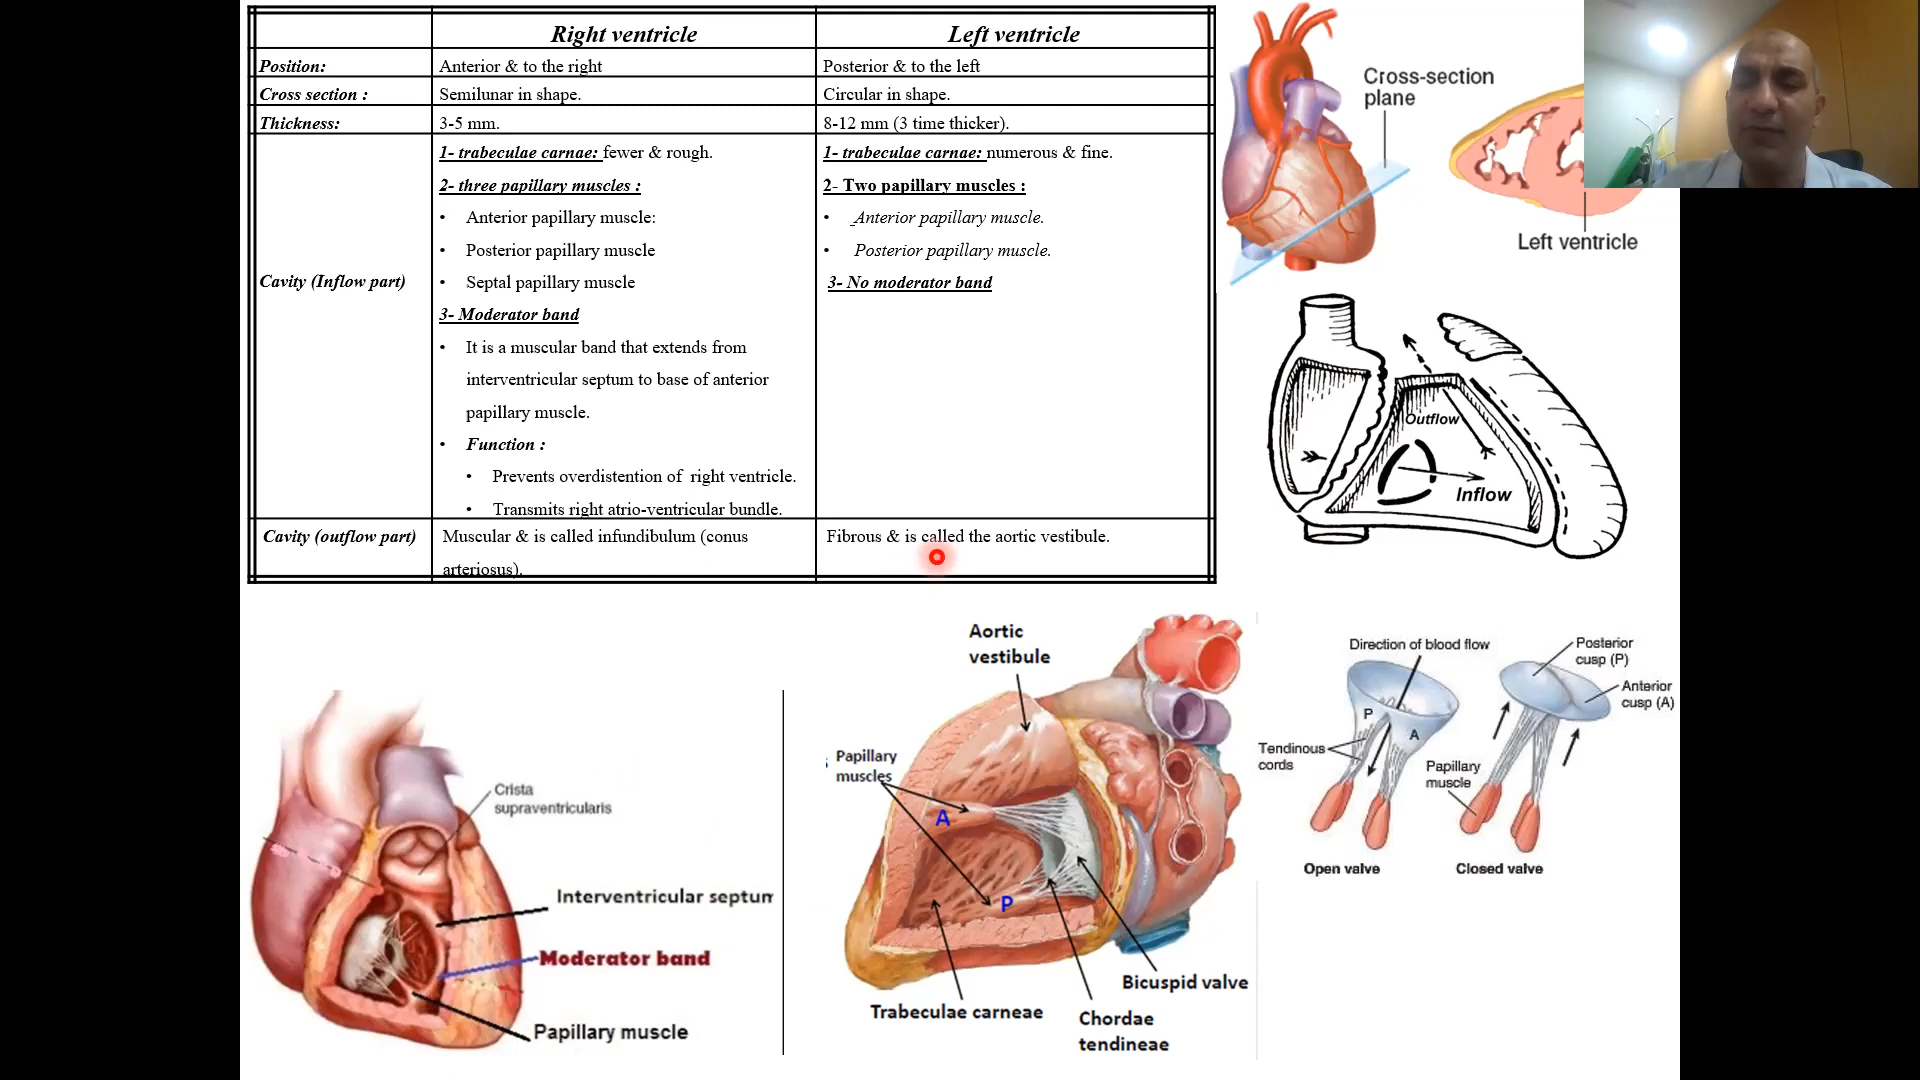 Right ventricle
Left ventricle
Position:
Anterior & to the right
Posterior & to the left
Cross section :
Semilunar in shape.
Circular in shape.
Thickness:
3-5 mm.
8-12 mm (3 time thicker).
Cavity (Inflow part)
1- trabeculae carnae: fewer & rough.
2- three papillary muscles :
• Anterior papillary muscle:
• Posterior papillary muscle
• Septal papillary muscle
3- Moderator band
• It is a muscular band that extends from
interventricular septum to base of anterior
papillary muscle.
• Function :
• Prevents overdistention of right ventricle.
• Transmits right atrio-ventricular bundle.
1- trabeculae carnae: numerous & fine.
2- Two papillary muscles :
• Anterior papillary muscle.
• Posterior papillary muscle.
3- No moderator band
Cavity (outflow part)
Muscular & is called infundibulum (conus
arteriosus).
Fibrous & is called the aortic vestibule.
Cross-section
plane
Left ventricle
Outflow
Inflow
Crista
supraventricularis
Interventricular septum
Moderator band
Papillary muscle
Aortic
vestibule
Papillary
muscles
A
P
Trabeculae carneae
Chordae
tendineae
Bicuspid valve
Direction of blood flow
P
A
Tendinous
cords
Papillary
muscle
Open valve
Posterior
cusp (P)
Anterior
cusp (A)
Closed valve